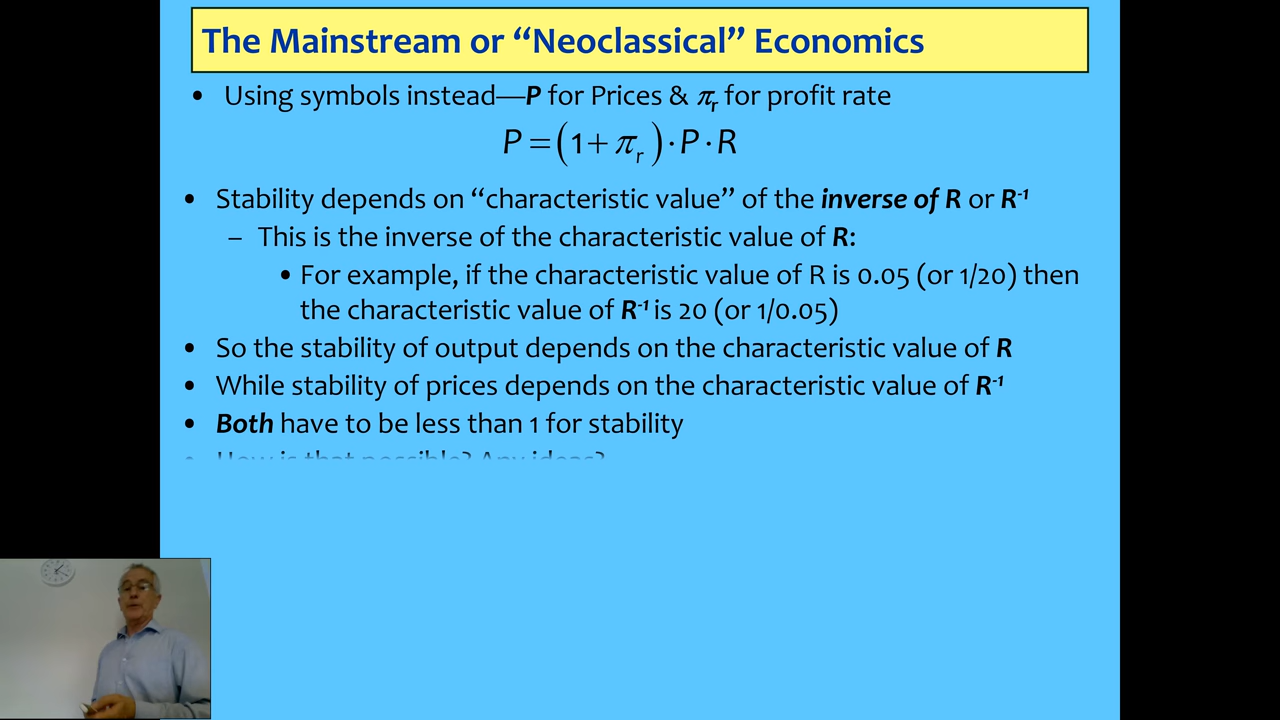 The Mainstream or “Neoclassical” Economics
• Using symbols instead—P for Prices & πr for profit rate
P = (1 + πr) · P · R
• Stability depends on “characteristic value” of the inverse of R or R-1
– This is the inverse of the characteristic value of R:
• For example, if the characteristic value of R is 0.05 (or 1/20) then
the characteristic value of R-1 is 20 (or 1/0.05)
• So the stability of output depends on the characteristic value of R
• While stability of prices depends on the characteristic value of R-1
• Both have to be less than 1 for stability
• How is that possible? Any ideas?